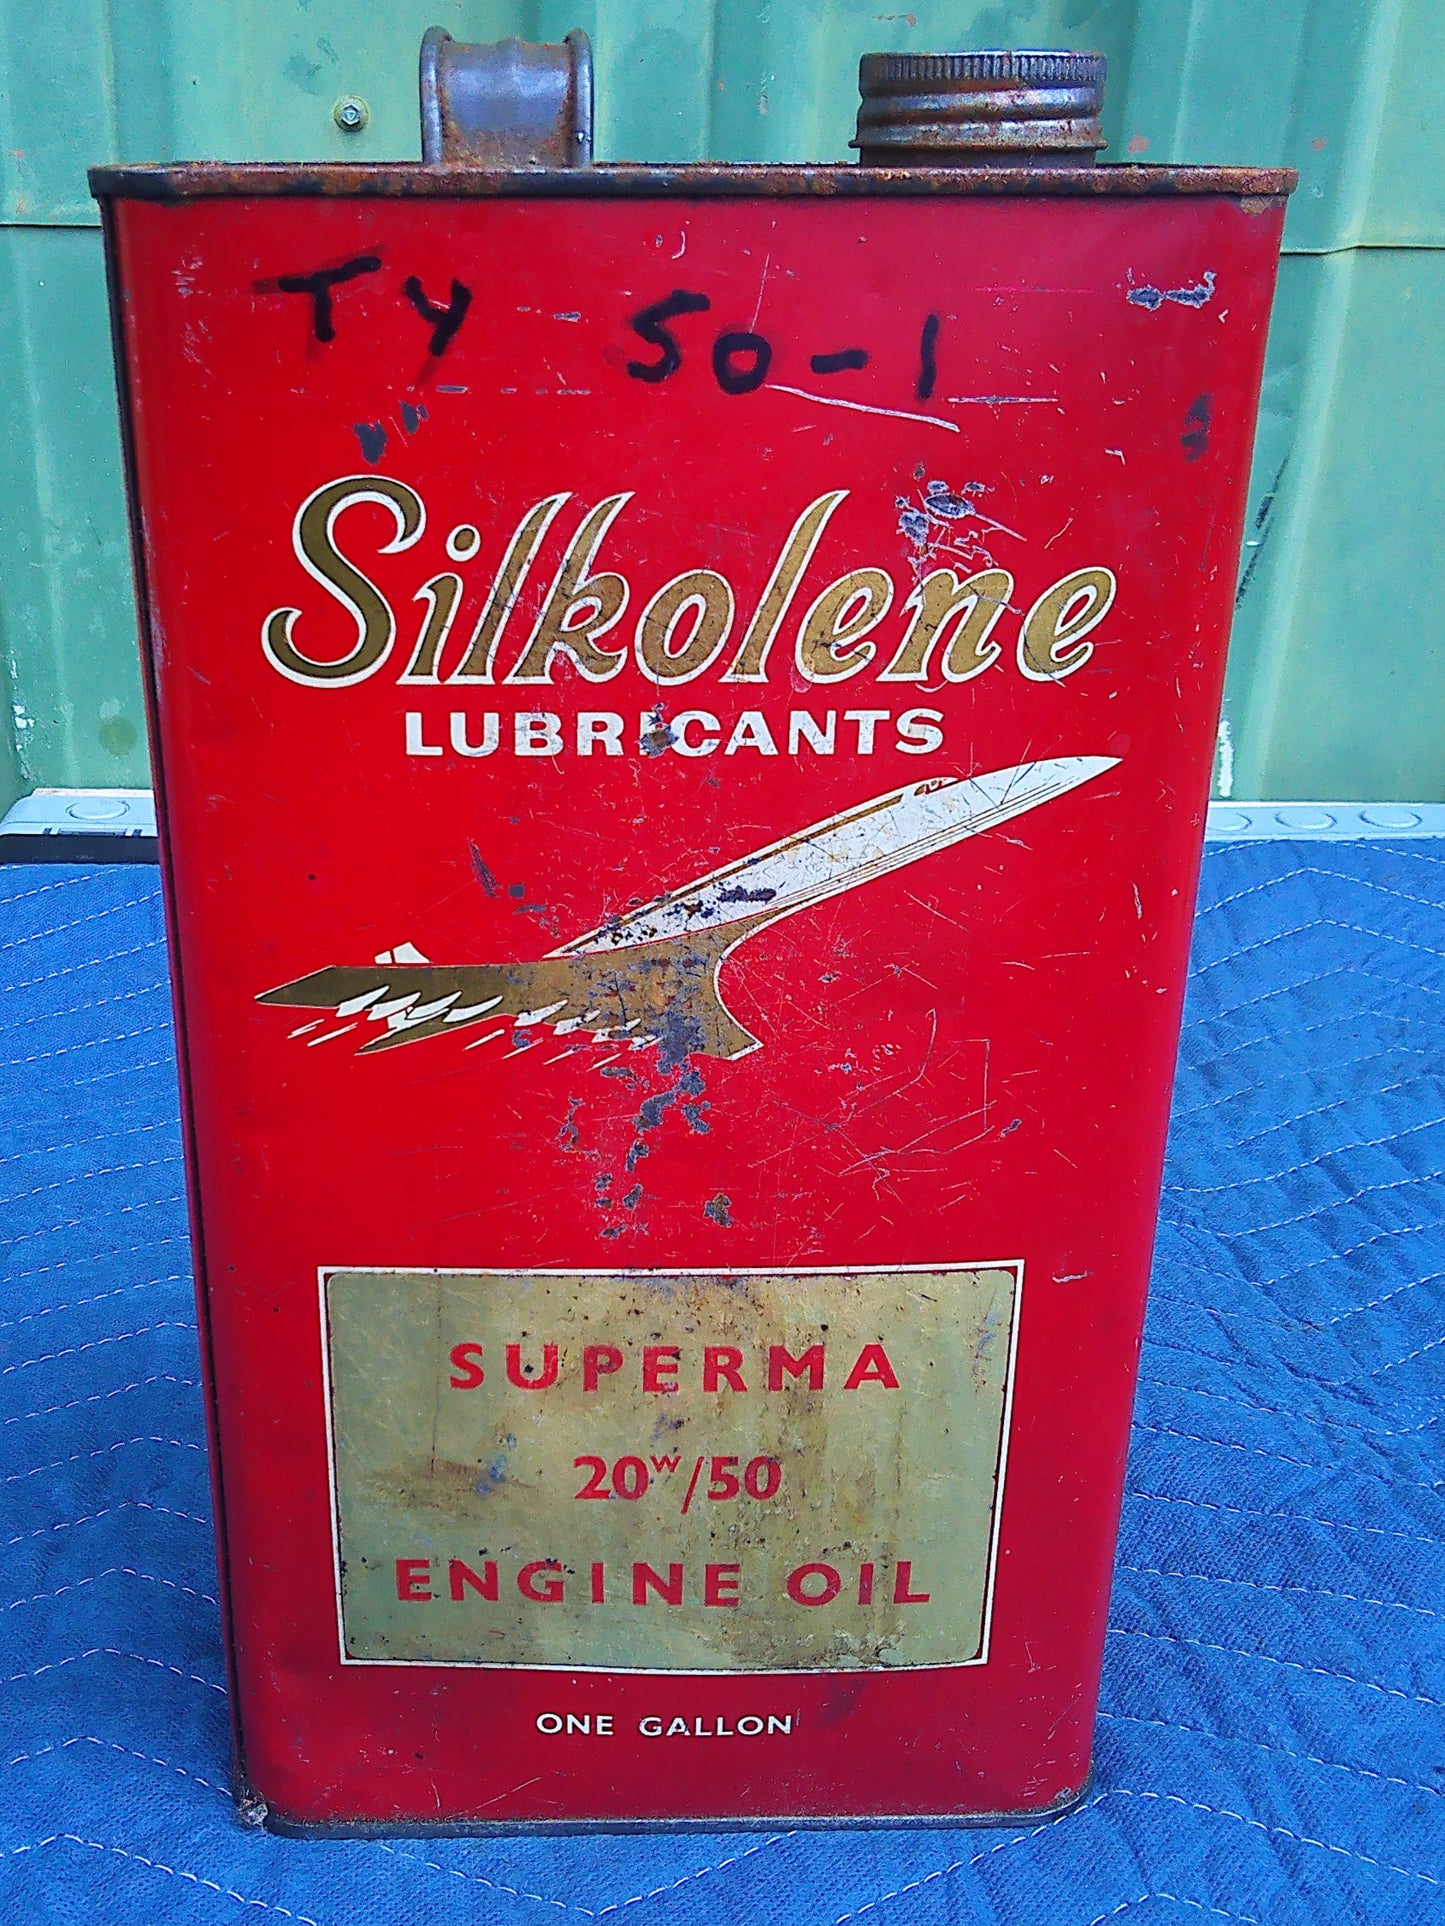 TY 50-1
Silkolene
LUBRICANTS
SUPERMA
20W/50
ENGINE OIL
ONE GALLON